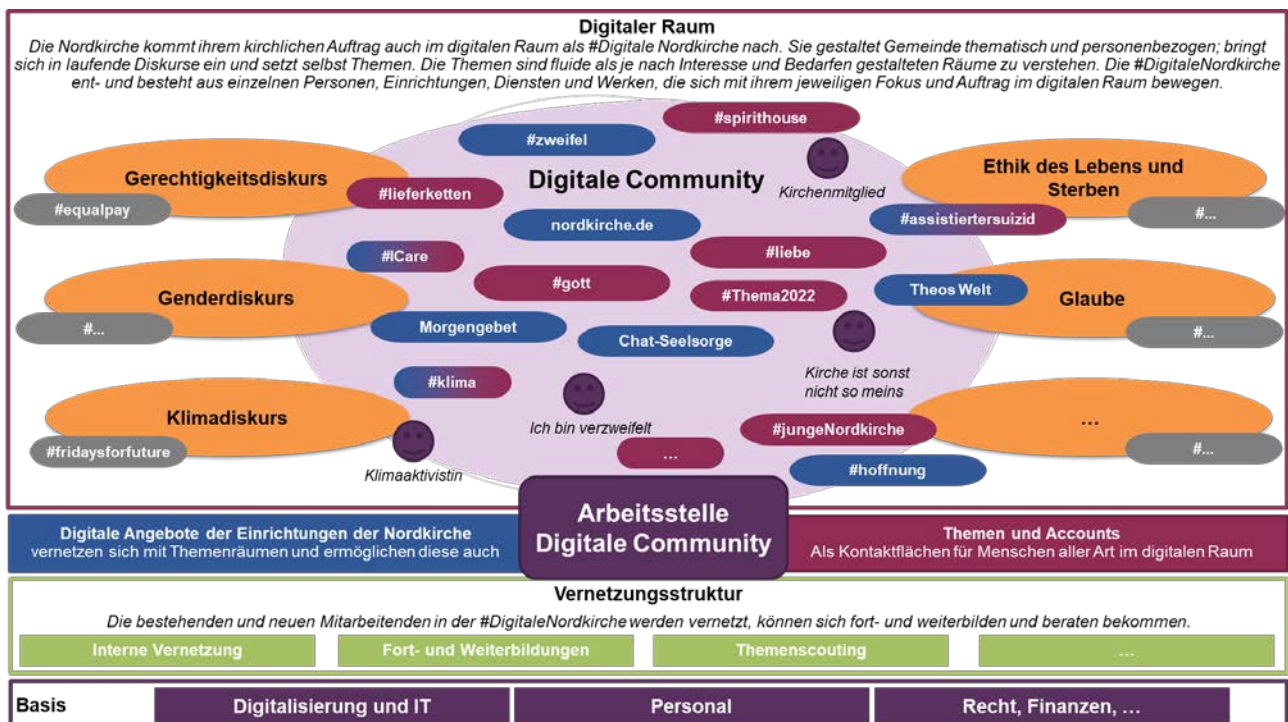 Digitaler Raum
Die Nordkirche kommt ihrem kirchlichen Auftrag auch im digitalen Raum als #Digitale Nordkirche nach. Sie gestaltet Gemeinde thematisch und personenbezogen; bringt
sich in laufende Diskurse ein und setzt selbst Themen. Die Themen sind fluide als je nach Interesse und Bedarfen gestalteten Räume zu verstehen. Die #DigitaleNordkirche
ent- und besteht aus einzelnen Personen, Einrichtungen, Diensten und Werken, die sich mit ihrem jeweiligen Fokus und Auftrag im digitalen Raum bewegen.
#spirithouse
#zweifel
Gerechtigkeitsdiskurs
#equalpay
#lieferketten
Digitale Community
Kirchenmitglied
Ethik des Lebens und
Sterben
#...
#assistiertersuizid
nordkirche.de
#ICare
#liebe
#gott
#Thema2022
Theos Welt
Genderdiskurs
#...
Glaube
#...
Morgengebet
Chat-Seelsorge
Kirche ist sonst
nicht so meins
#klima
Klimadiskurs
#fridaysforfuture
Ich bin verzweifelt
Klimaaktivistin
#jungeNordkirche
...
#...
...
#hoffnung
Arbeitsstelle
Digitale Community
Digitale Angebote der Einrichtungen der Nordkirche
vernetzen sich mit Themenräumen und ermöglichen diese auch
Themen und Accounts
Als Kontaktflächen für Menschen aller Art im digitalen Raum
Vernetzungsstruktur
Die bestehenden und neuen Mitarbeitenden in der #DigitaleNordkirche werden vernetzt, können sich fort- und weiterbilden und beraten bekommen.
Interne Vernetzung
Fort- und Weiterbildungen
Themenscouting
...
Basis
Digitalisierung und IT
Personal
Recht, Finanzen, ...